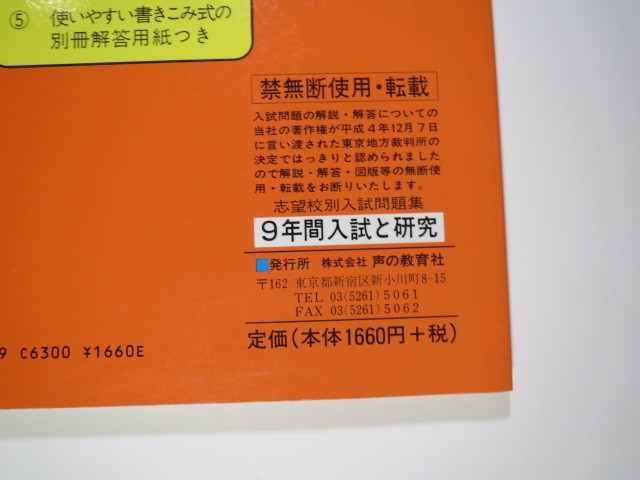 ⑤ 使いやすい書きこみ式の
別冊解答用紙つき
禁無断使用・転載
入試問題の解説・解答についての
当社の著作権が平成4年12月7日
に言い渡された東京地方裁判所の
決定ではっきりと認められました
ので解説・解答・図版等の無断使
用・転載をお断りいたします。
志望校別入試問題集
9年間入試と研究
発行所 株式会社 声の教育社
〒162 東京都新宿区新小川町8-15
TEL 03(5261)5061
FAX 03(5261)5062
定価(本体1660円+税)
9 C6300 ¥1660E